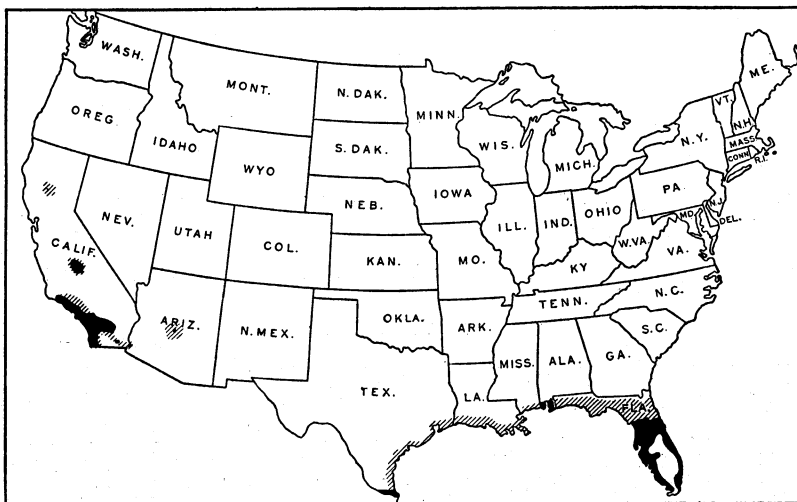 WASH.
MONT.
N. DAK.
MINN.
ME.
OREG.
IDAHO
WYO
S. DAK.
WIS.
MICH.
N.Y.
VT.
N.H.
MASS.
CONN.
R.I.
NEV.
UTAH
COL.
NEB.
IOWA
ILL.
IND.
OHIO
PA.
N.J.
MD.
DEL.
CALIF.
KAN.
MO.
KY
W.VA.
VA.
ARIZ.
N.MEX.
OKLA.
ARK.
TENN.
N.C.
S.C.
TEX.
LA.
MISS.
ALA.
GA.
FLA.